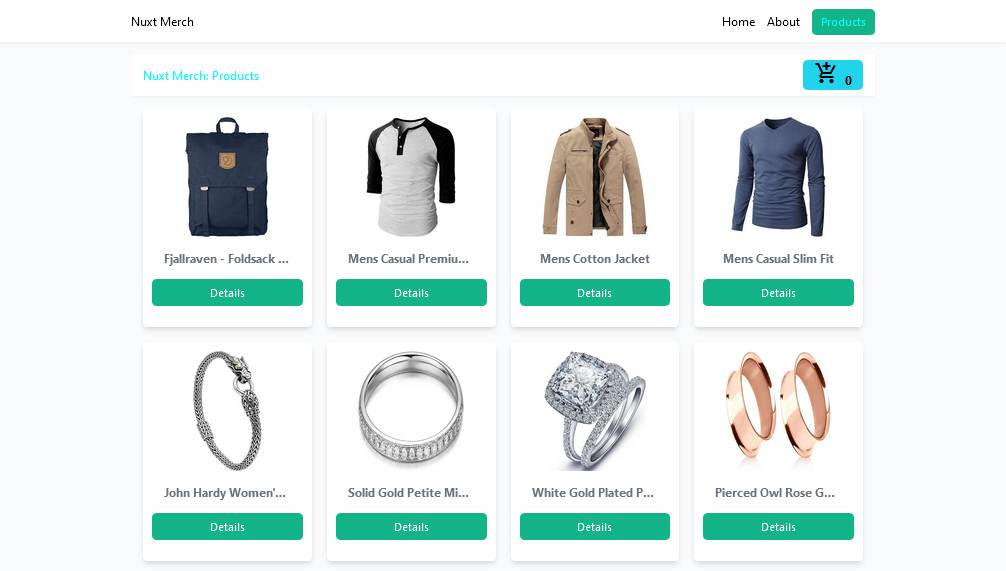 Nuxt Merch
Home About Products
Nuxt Merch: Products
0
Fjallraven - Foldsack ...
Mens Casual Premiu...
Mens Cotton Jacket
Mens Casual Slim Fit
Details
Details
Details
Details
John Hardy Women'...
Solid Gold Petite Mi...
White Gold Plated P...
Pierced Owl Rose G...
Details
Details
Details
Details